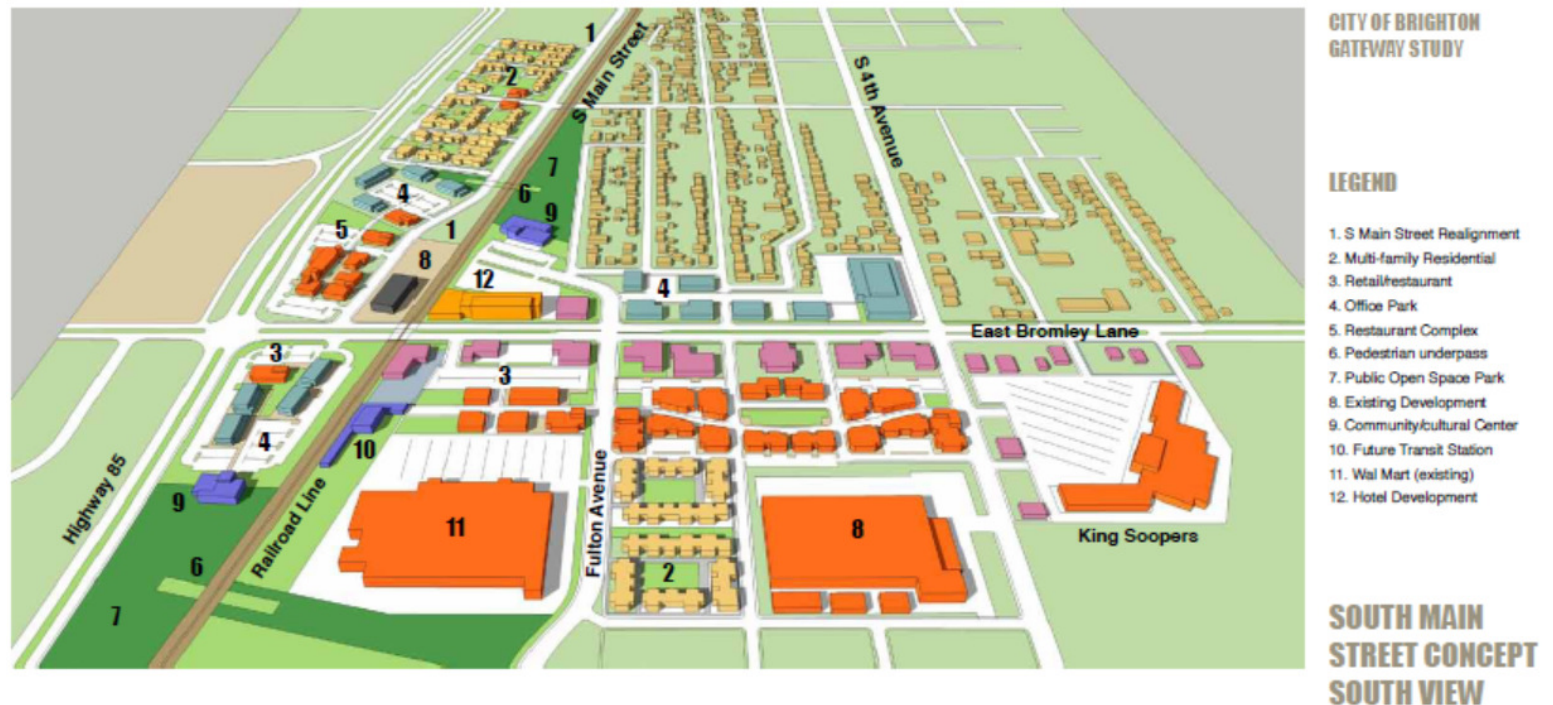 CITY OF BRIGHTON
GATEWAY STUDY
1
2
S Main Street
S 4th Avenue
7
4
6
9
5
1
8
12
4
East Bromley Lane
3
3
4
10
9
Highway 85
Railroad Line
11
Fulton Avenue
8
King Soopers
6
2
7
LEGEND
1. S Main Street Realignment
2. Multi-family Residential
3. Retail/restaurant
4. Office Park
5. Restaurant Complex
6. Pedestrian underpass
7. Public Open Space Park
8. Existing Development
9. Community/cultural Center
10. Future Transit Station
11. Wal Mart (existing)
12. Hotel Development
SOUTH MAIN
STREET CONCEPT
SOUTH VIEW